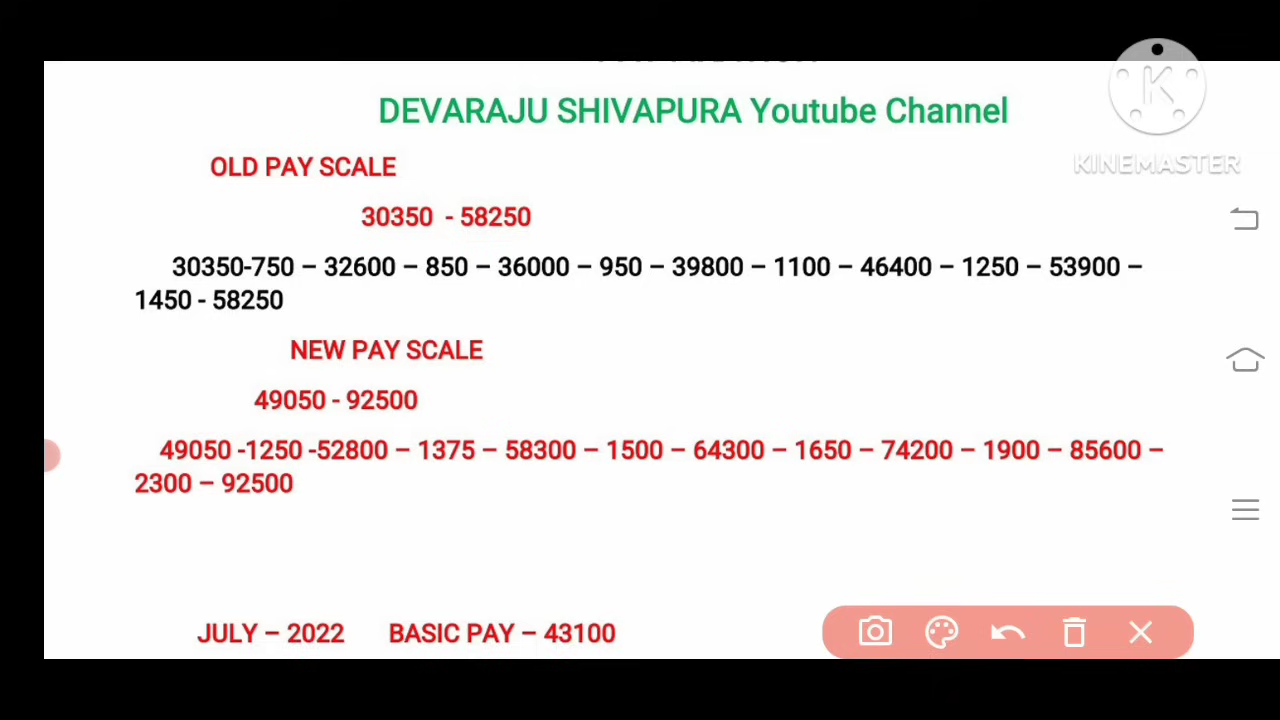 DEVARAJU SHIVAPURA Youtube Channel
KINEMASTER
OLD PAY SCALE
30350 - 58250
30350-750 – 32600 – 850 – 36000 – 950 – 39800 – 1100 – 46400 – 1250 – 53900 –
1450 - 58250
NEW PAY SCALE
49050 - 92500
49050 -1250 -52800 – 1375 – 58300 – 1500 – 64300 – 1650 – 74200 – 1900 – 85600 –
2300 – 92500
JULY – 2022 BASIC PAY – 43100